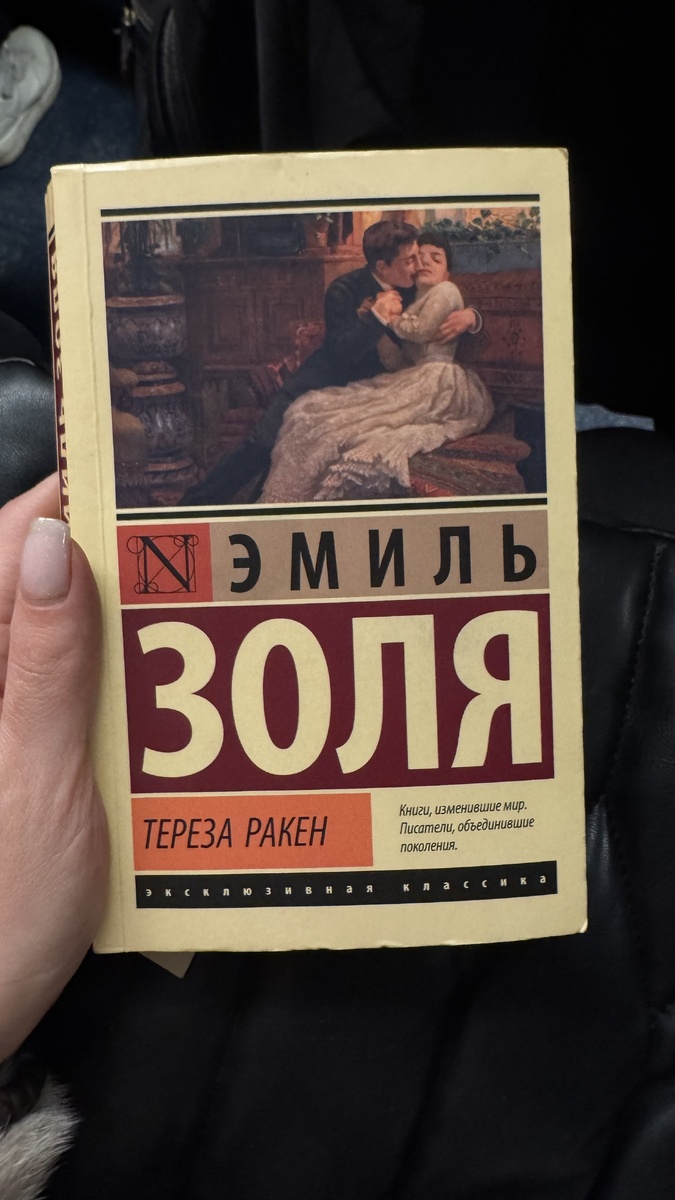 N ЭМИЛЬ
ЗОЛЯ
ТЕРЕЗА РАКЕН
Книги, изменившие мир.
Писатели, объединившие
поколения.
эксклюзивная классика